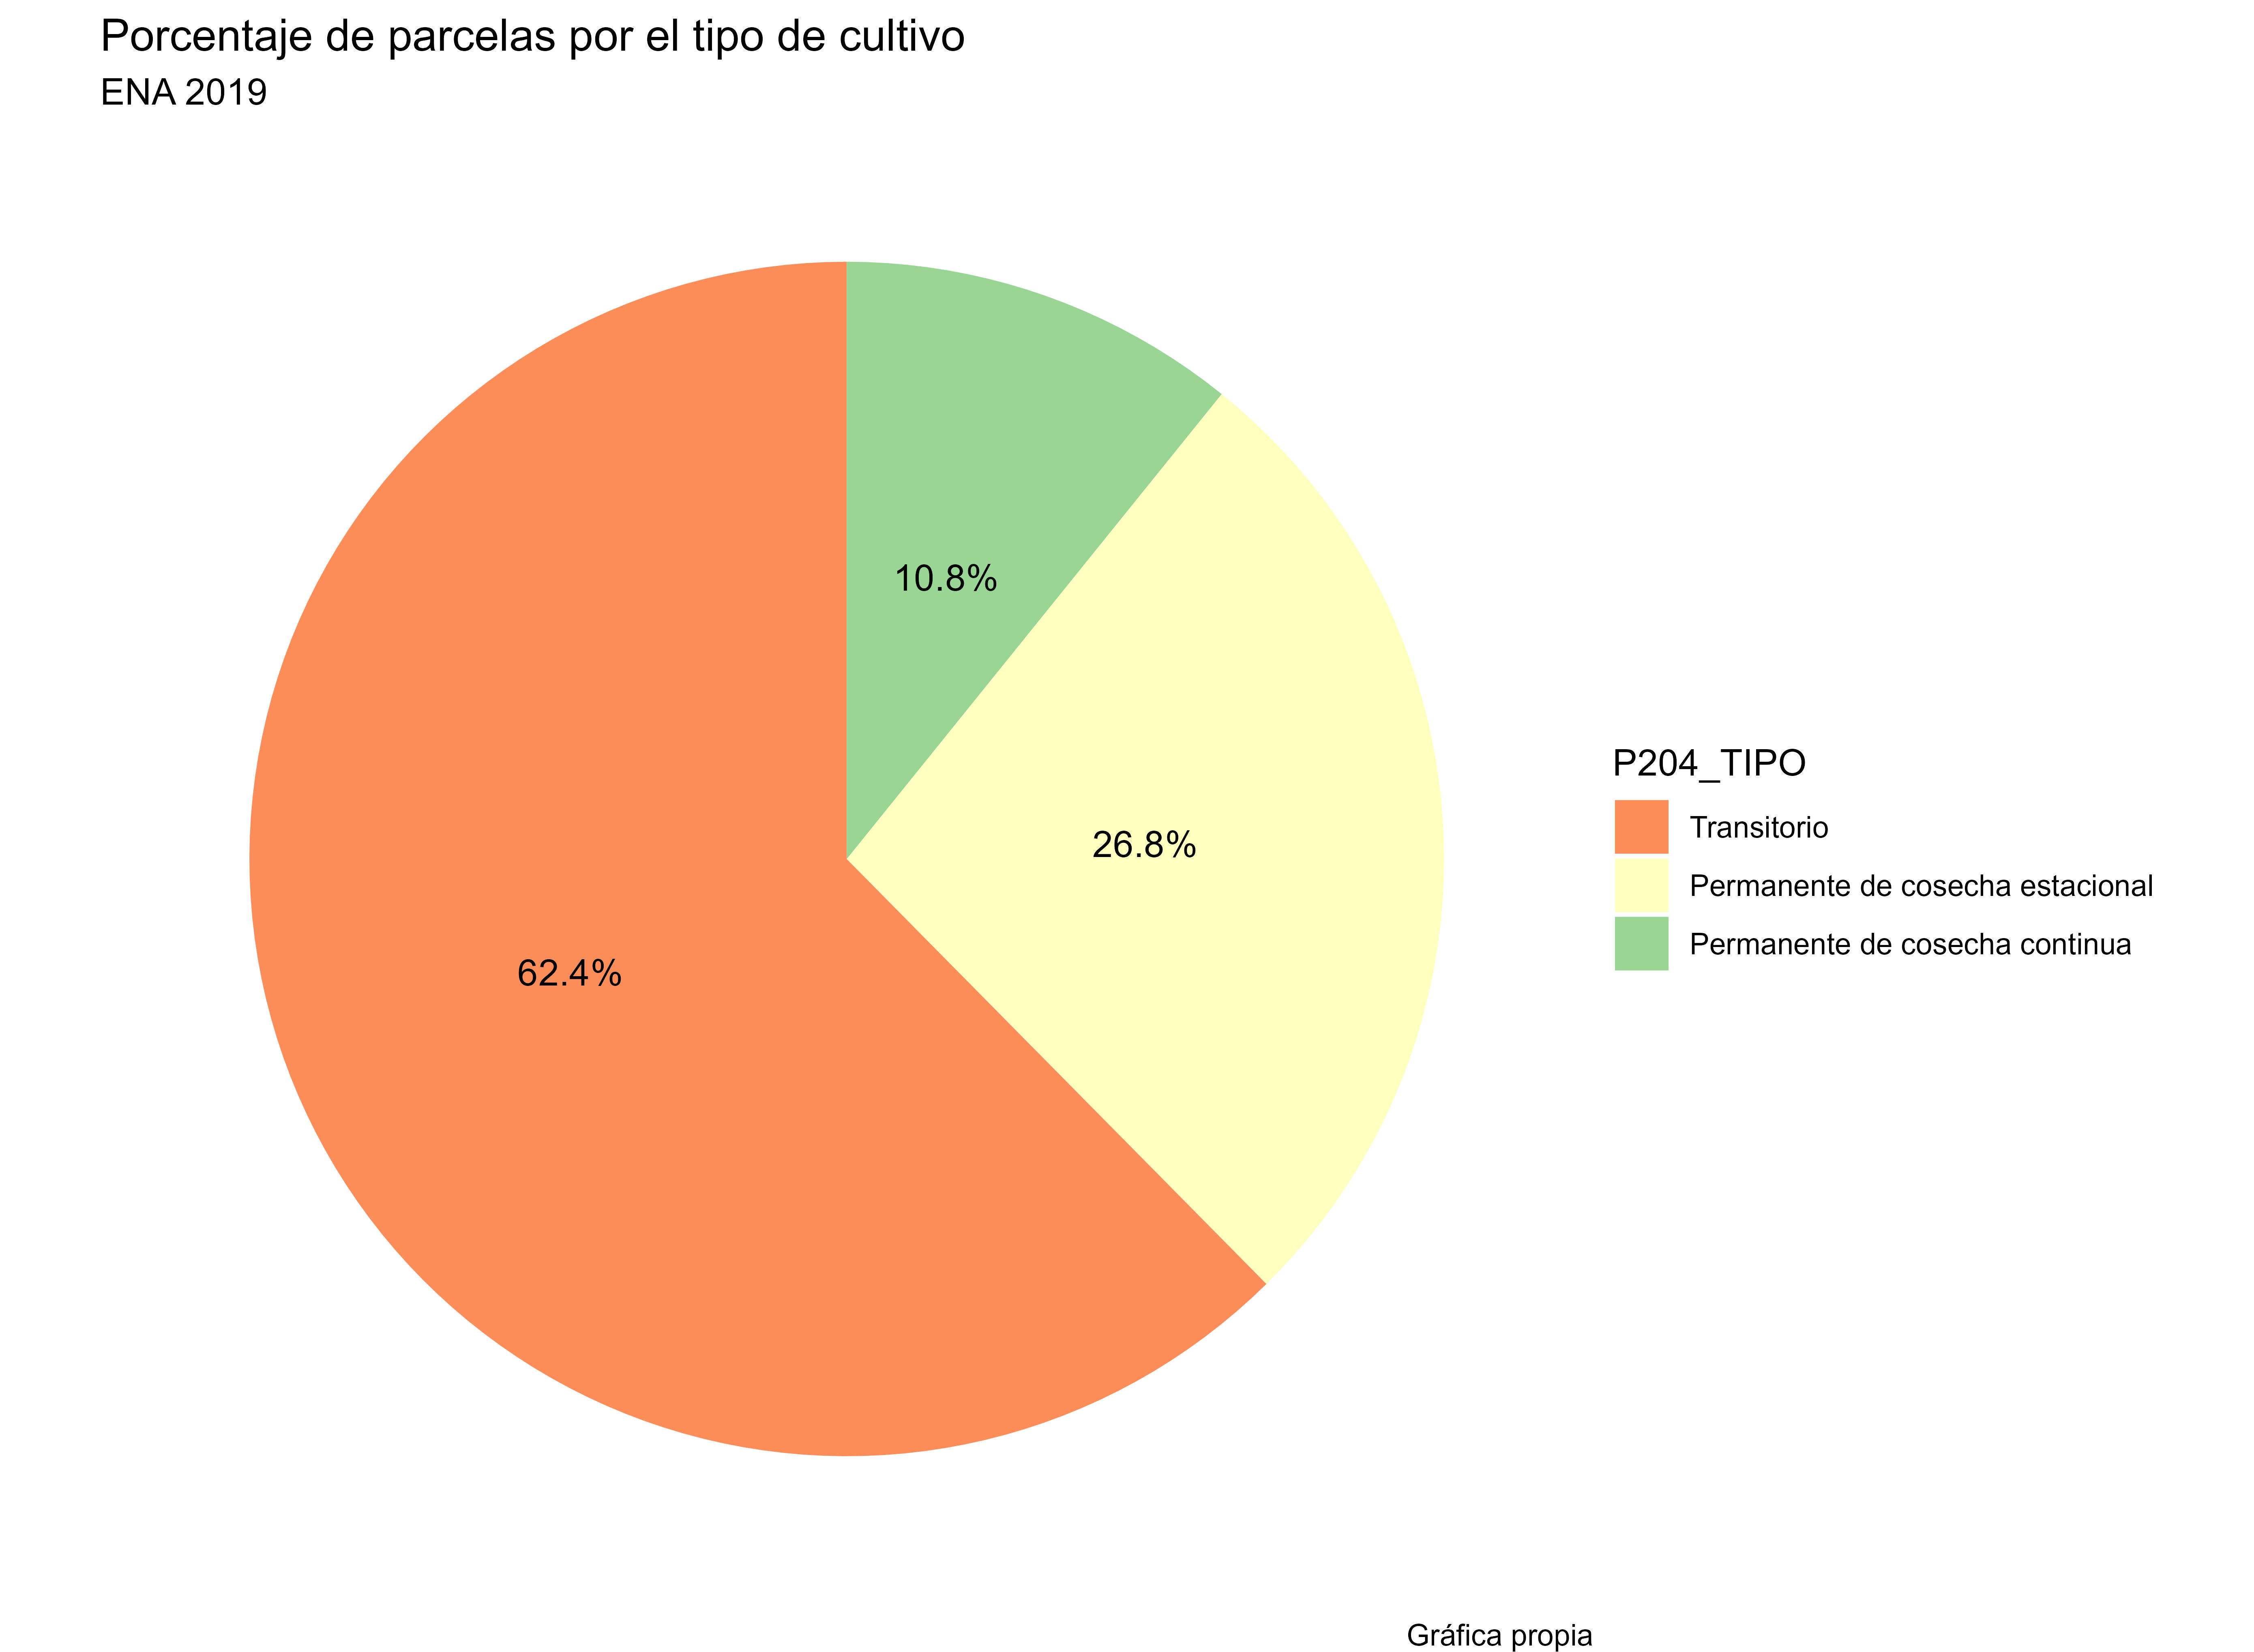 Porcentaje de parcelas por el tipo de cultivo
ENA 2019
10.8%
26.8%
62.4%
P204_TIPO
Transitorio
Permanente de cosecha estacional
Permanente de cosecha continua
Gráfica propia